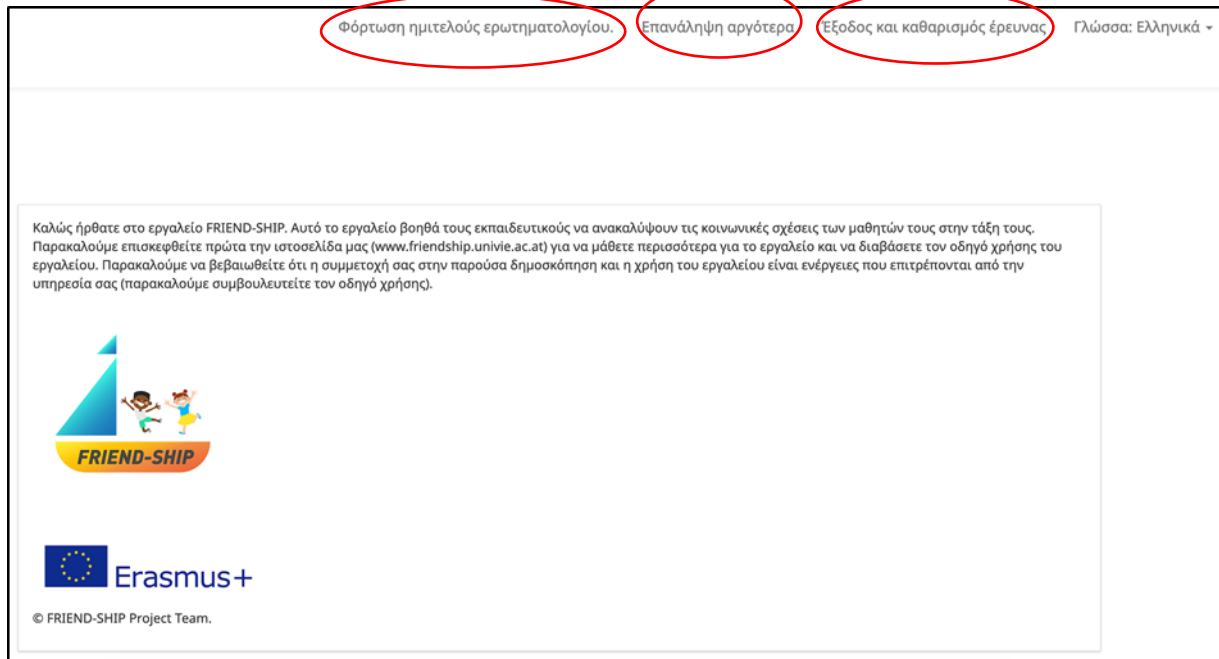 Φόρτωση ημιτελούς ερωτηματολογίου. Επανάληψη αργότερα Έξοδος και καθαρισμός έρευνας Γλώσσα: Ελληνικά
Καλώς ήρθατε στο εργαλείο FRIEND-SHIP. Αυτό το εργαλείο βοηθά τους εκπαιδευτικούς να ανακαλύψουν τις κοινωνικές σχέσεις των μαθητών τους στην τάξη τους.
Παρακαλούμε επισκεφθείτε πρώτα την ιστοσελίδα μας (www.friendship.univie.ac.at) για να μάθετε περισσότερα για το εργαλείο και να διαβάσετε τον οδηγό χρήσης του
εργαλείου. Παρακαλούμε να βεβαιωθείτε ότι η συμμετοχή σας στην παρούσα δημοσκόπηση και η χρήση του εργαλείου είναι ενέργειες που επιτρέπονται από την
υπηρεσία σας (παρακαλούμε συμβουλευτείτε τον οδηγό χρήσης).
FRIEND-SHIP
Erasmus+
© FRIEND-SHIP Project Team.